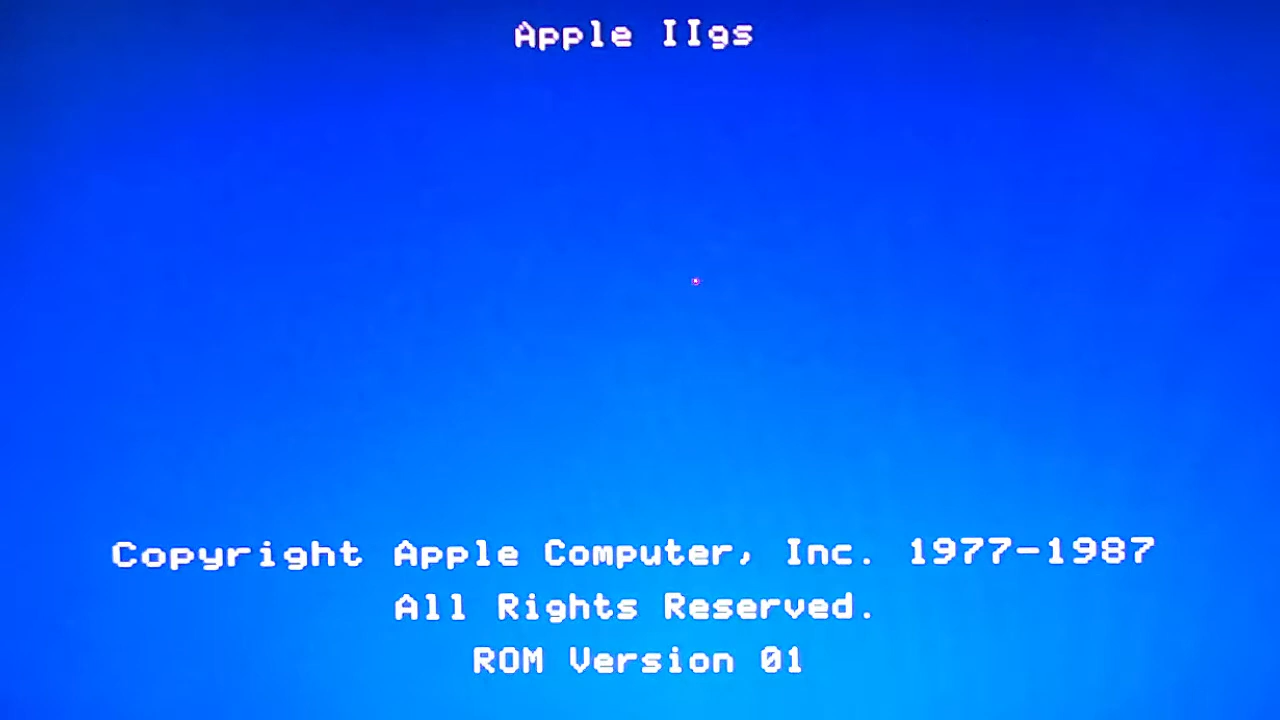 Apple IIgs
Copyright Apple Computer, Inc. 1977-1987
All Rights Reserved.
ROM Version 01